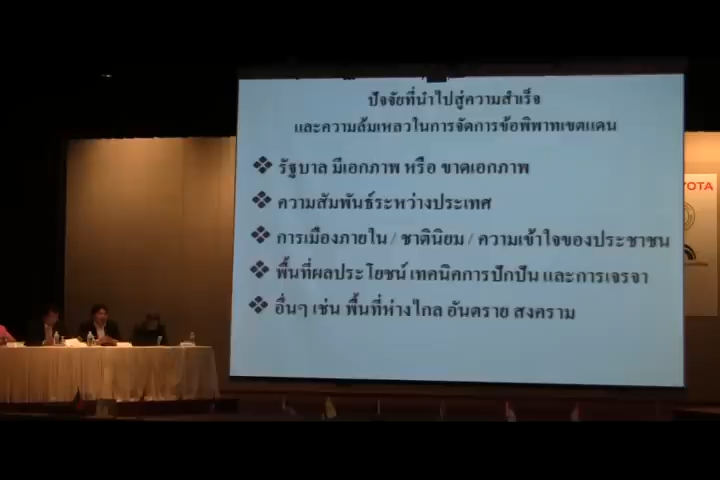 ปัจจัยที่นำไปสู่ความสำเร็จ
และความล้มเหลวในการจัดการข้อพิพาทเขตแดน
❖ รัฐบาล มีเอกภาพ หรือ ขาดเอกภาพ
❖ ความสัมพันธ์ระหว่างประเทศ
❖ การเมืองภายใน / ชาตินิยม / ความเข้าใจของประชาชน
❖ พื้นที่ผลประโยชน์ เทคนิคการปักปัน และการเจรจา
❖ อื่นๆ เช่น พื้นที่ห่างไกล อันตราย สงคราม
YOTA